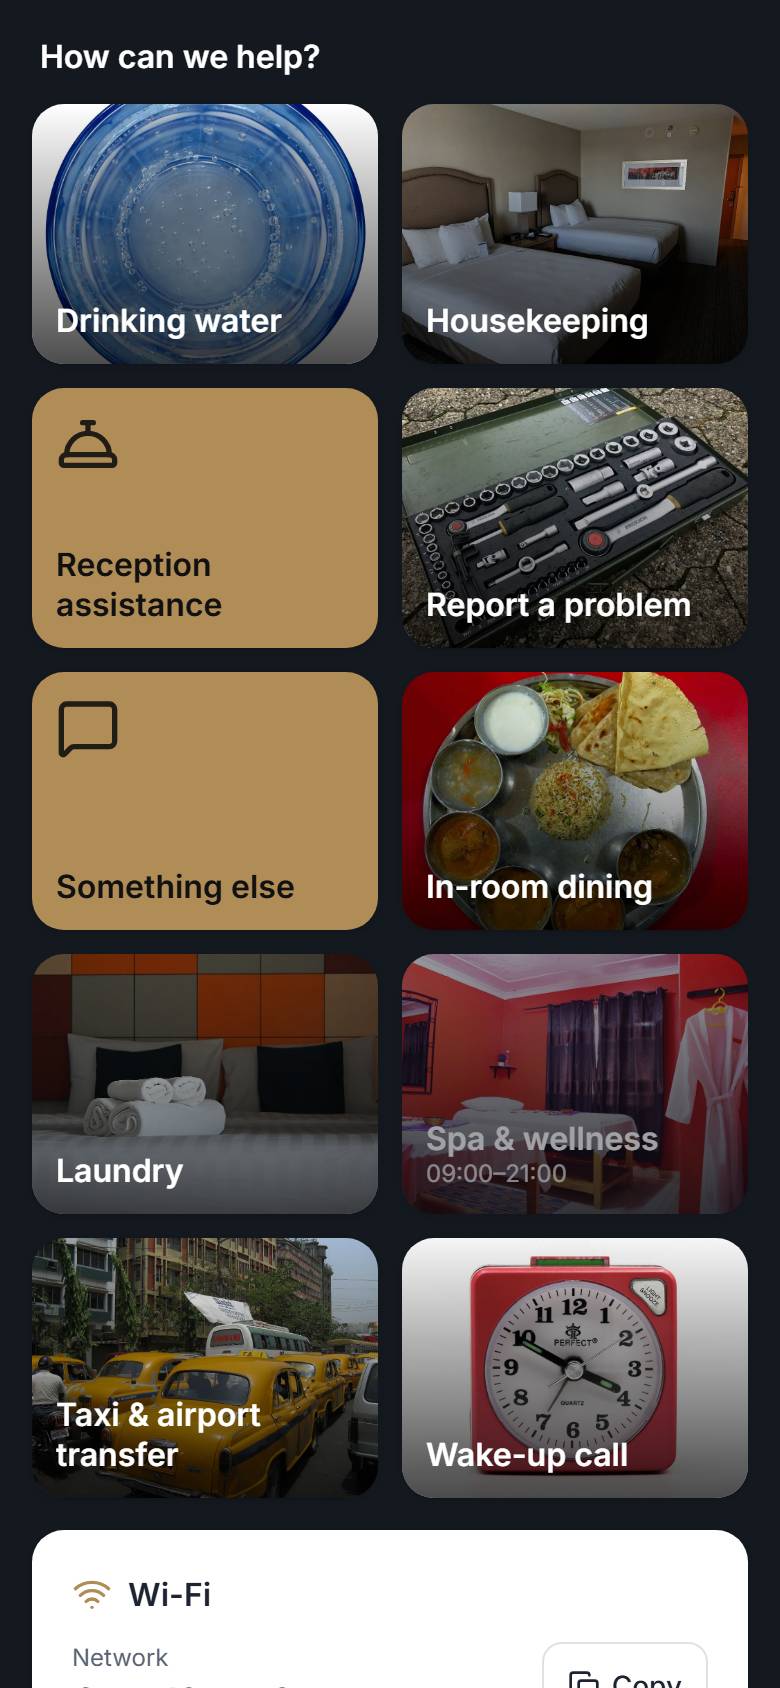 How can we help?
Drinking water
Housekeeping
Reception
assistance
Report a problem
Something else
In-room dining
Laundry
Spa & wellness
09:00–21:00
Taxi & airport
transfer
LIGHT
SNOOZE
11 12 1
10 2
PERFECT®
9 3
8 4
QUARTZ
7 6 5
Wake-up call
Wi-Fi
Network
Copy